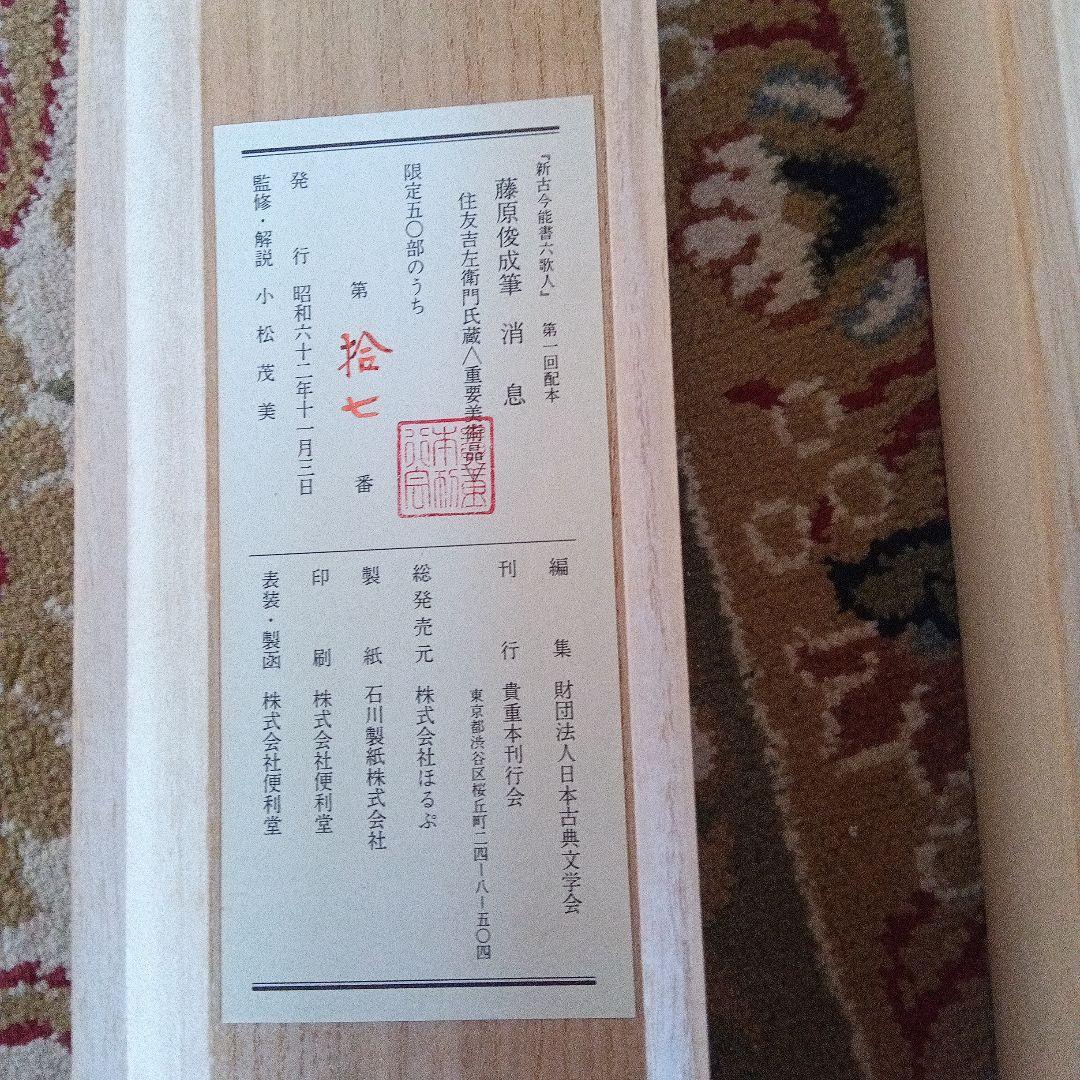 『新古今能書六歌人』 第一回配本
藤原俊成筆 消息
住友吉左衛門氏蔵〈重要美術品〉
限定五〇部のうち
第 拾七 番
発行 昭和六十二年十一月三日
監修・解説 小松茂美
編集 財団法人日本古典文学会
刊行 貴重本刊行会
東京都渋谷区桜丘町二四ー八ー五〇四
総発売元 株式会社ほるぷ
製紙 石川製紙株式会社
印刷 株式会社便利堂
表装・製函 株式会社便利堂